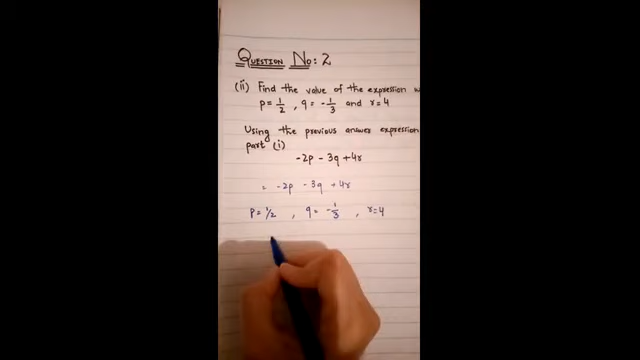 QUESTION No: 2
(ii) Find the value of the expression w
p = 1/2 , q = -1/3 and r = 4
Using the previous answer expression
part (i)
-2p - 3q + 4r
= -2p - 3q + 4r
p = 1/2 , q = -1/3 , r = 4